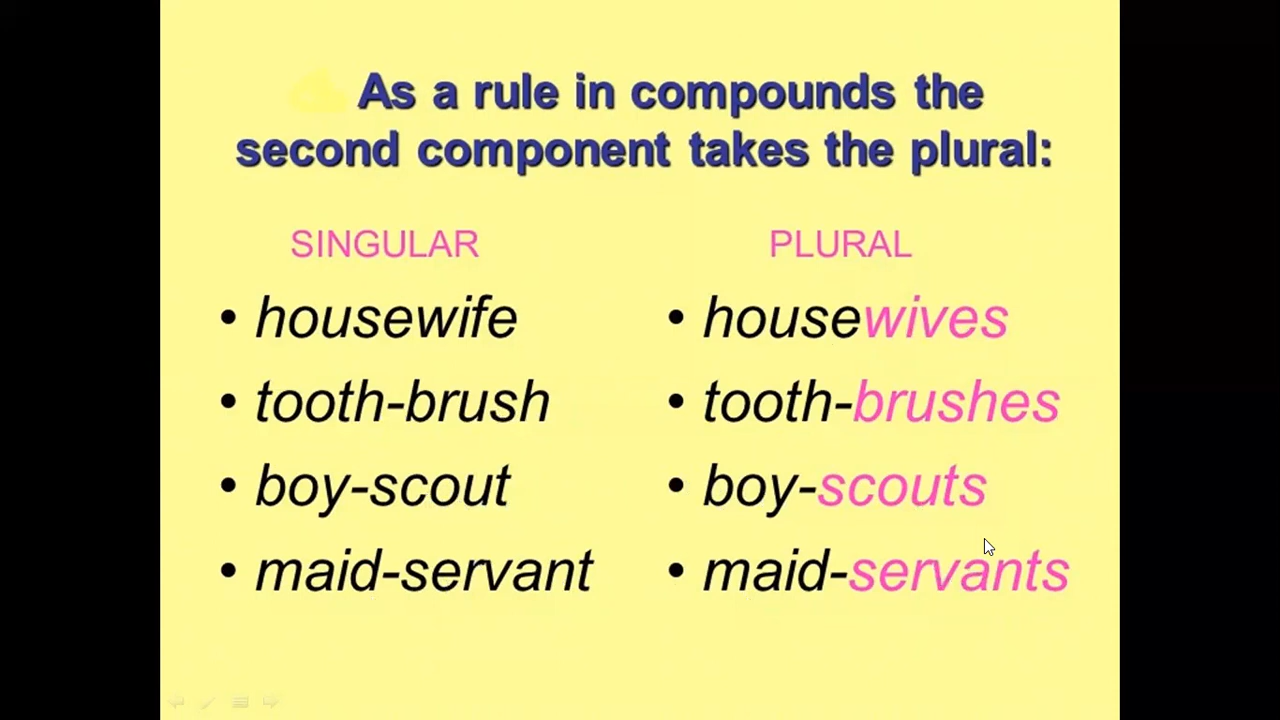 As a rule in compounds the
second component takes the plural:
SINGULAR PLURAL
• housewife • housewives
• tooth-brush • tooth-brushes
• boy-scout • boy-scouts
• maid-servant • maid-servants